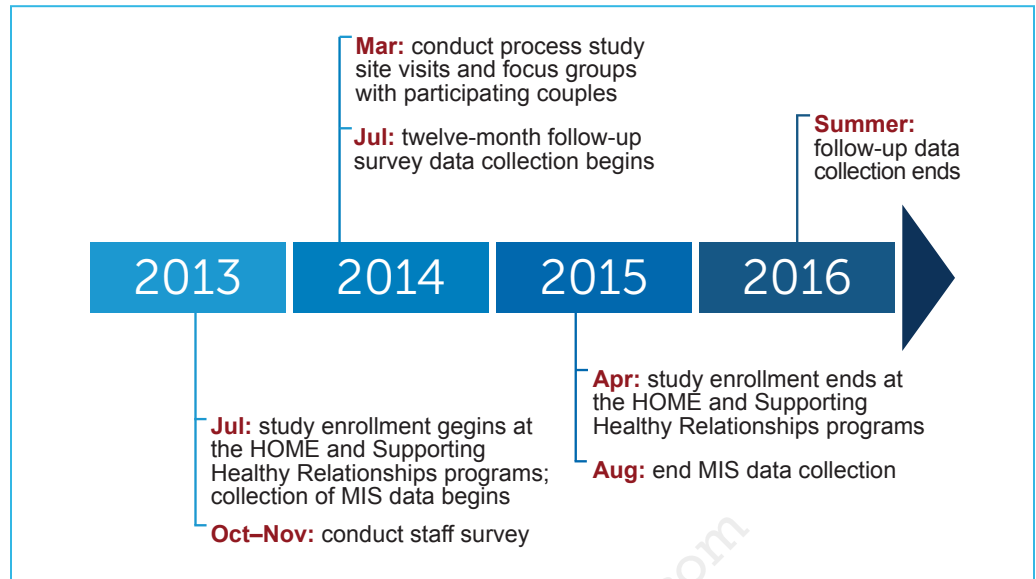 Mar: conduct process study
site visits and focus groups
with participating couples
Jul: twelve-month follow-up
survey data collection begins
Summer:
follow-up data
collection ends
2013
2014
2015
2016
Jul: study enrollment gegins at
the HOME and Supporting
Healthy Relationships programs;
collection of MIS data begins
Oct–Nov: conduct staff survey
Apr: study enrollment ends at
the HOME and Supporting
Healthy Relationships programs
Aug: end MIS data collection
com